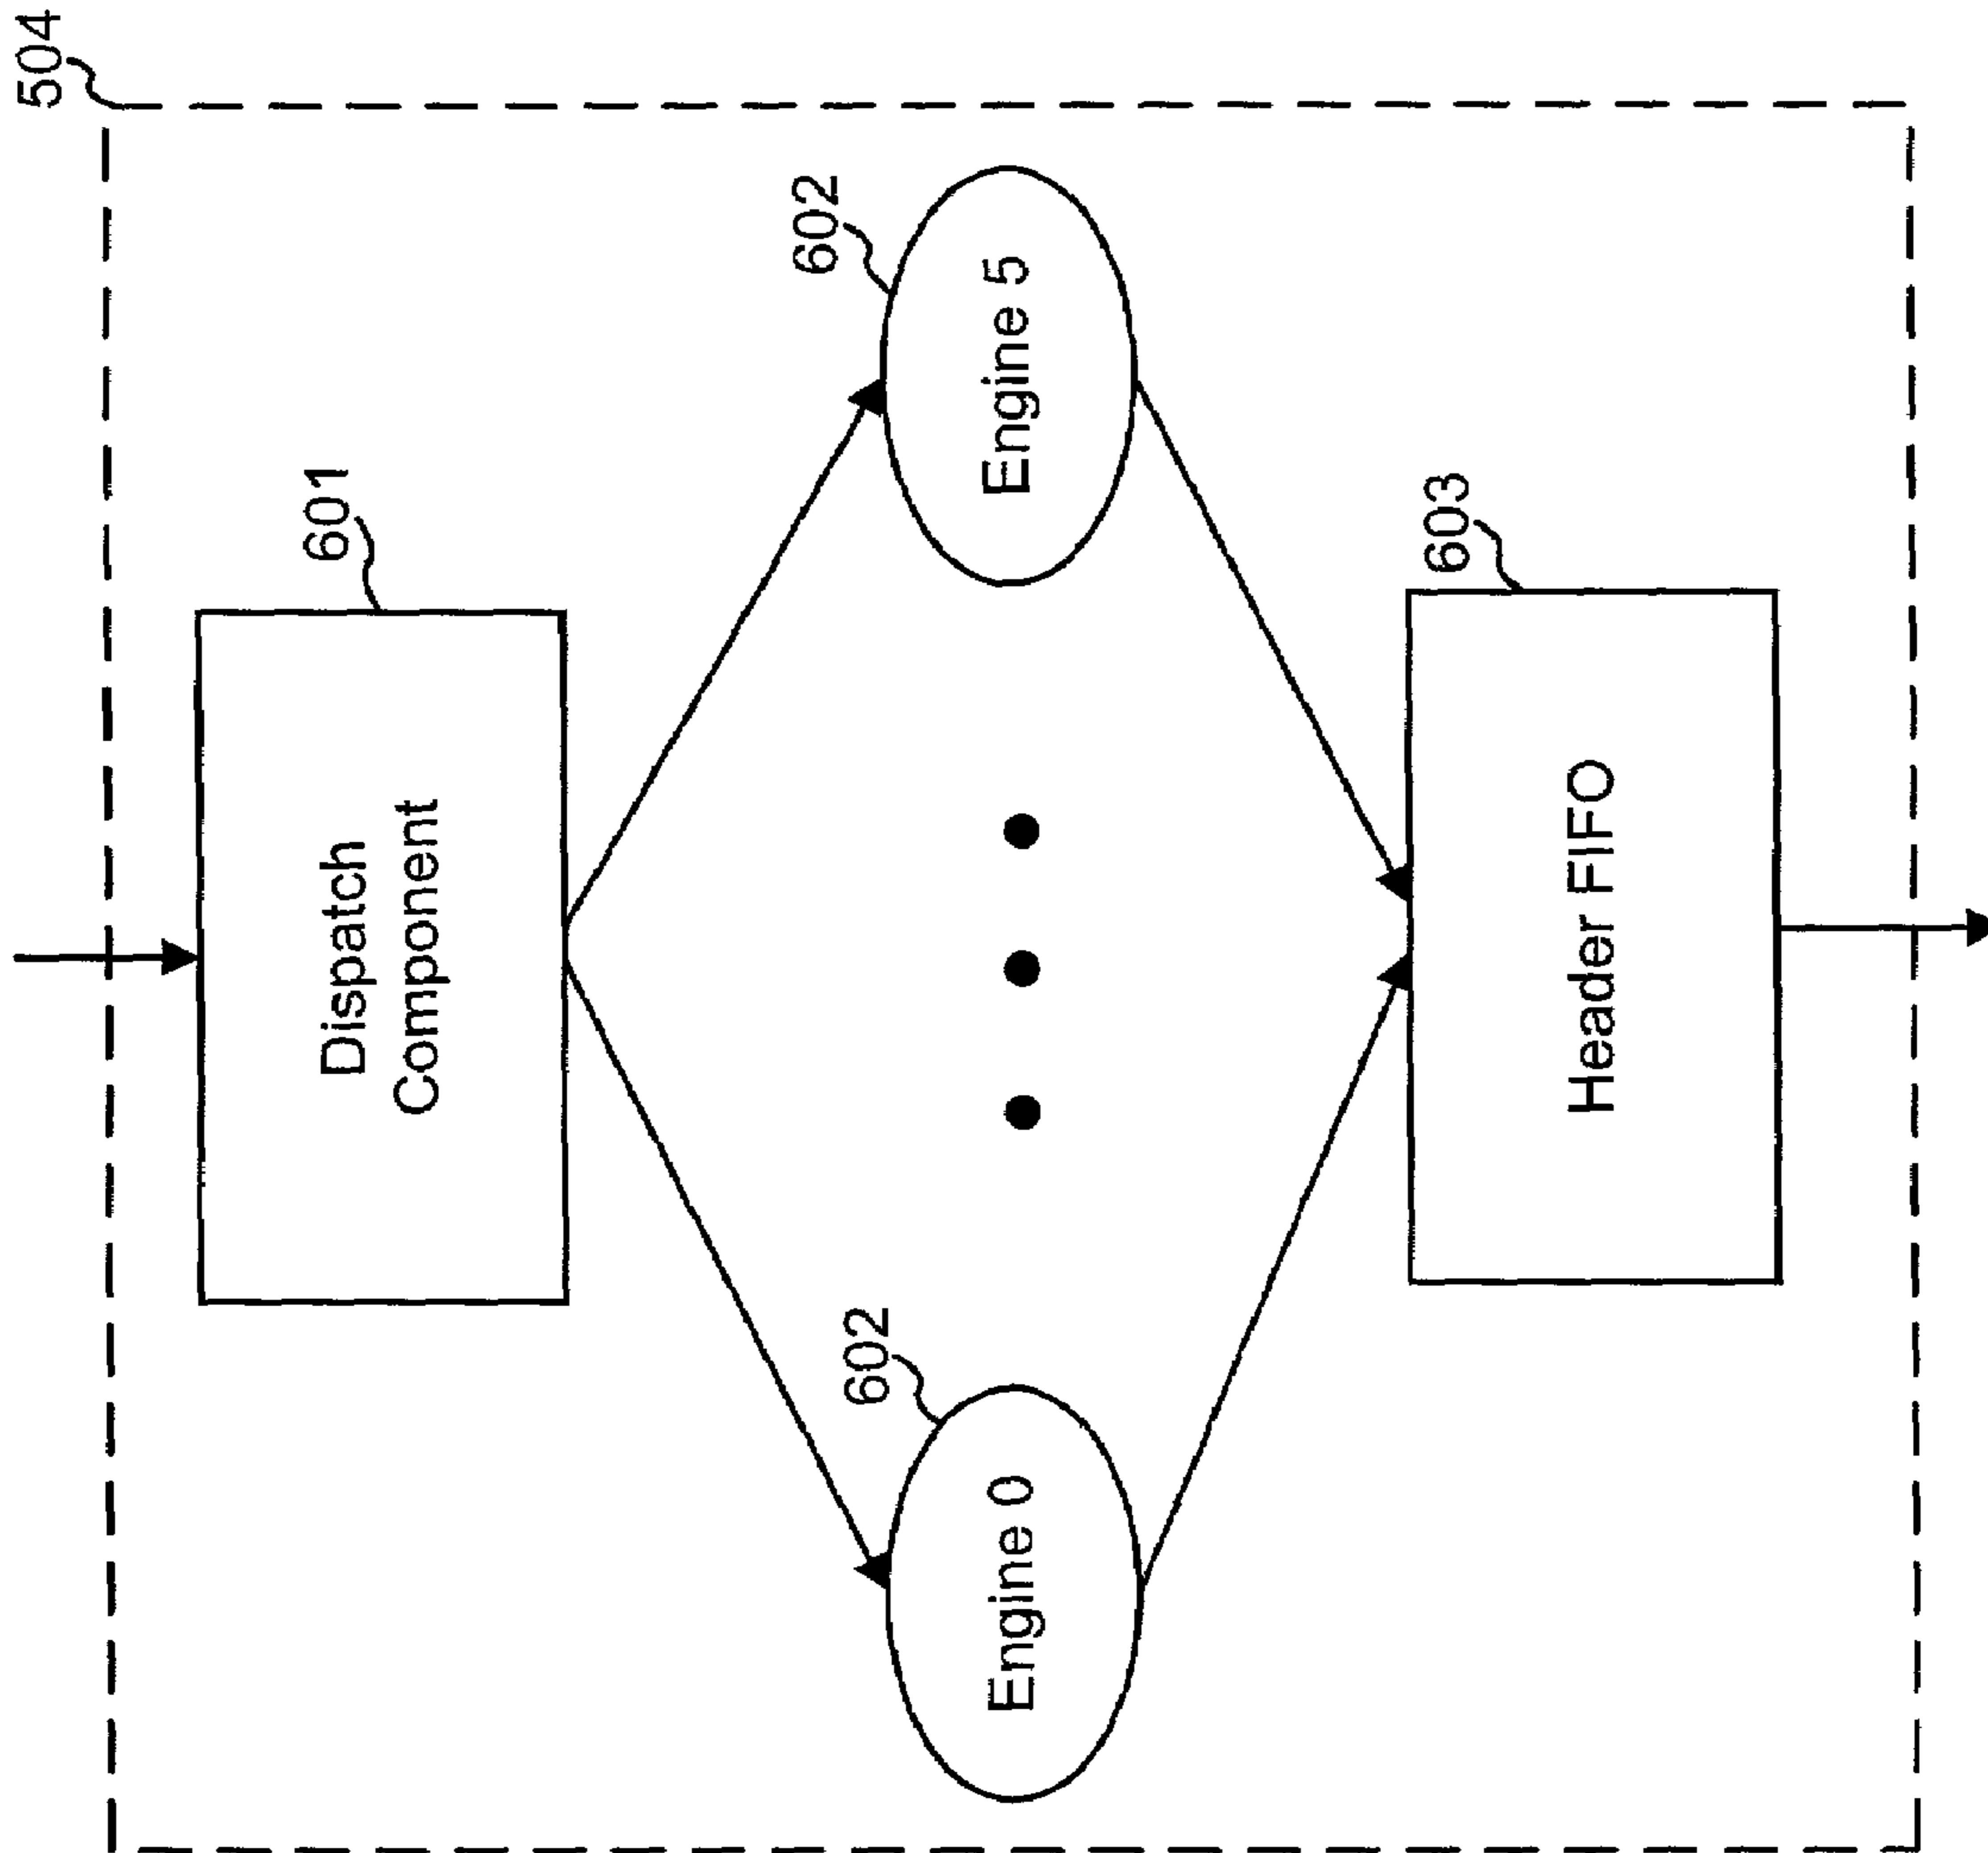 504
601
Dispatch
Component
602
Engine 0
602
Engine 5
603
Header FIFO